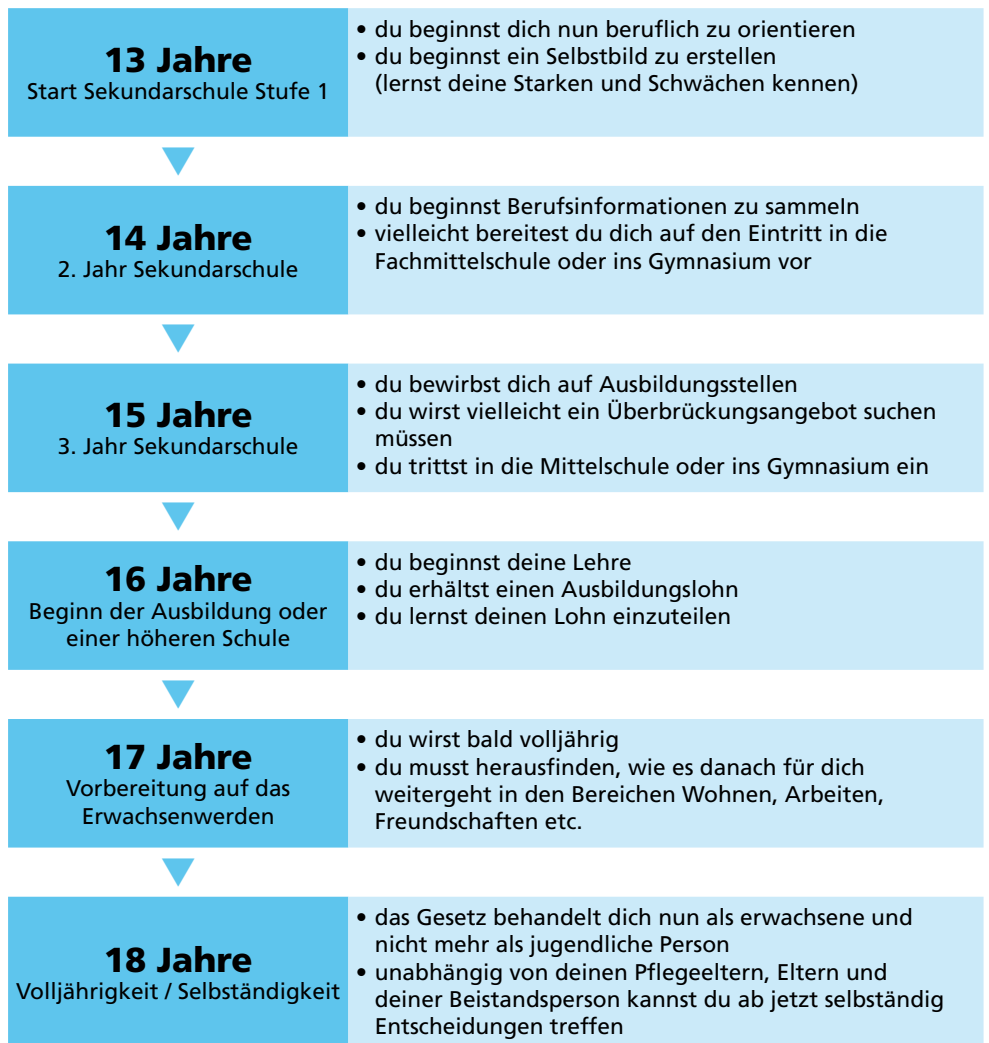 13 Jahre
Start Sekundarschule Stufe 1
• du beginnst dich nun beruflich zu orientieren
• du beginnst ein Selbstbild zu erstellen
(lernst deine Starken und Schwächen kennen)
14 Jahre
2. Jahr Sekundarschule
• du beginnst Berufsinformationen zu sammeln
• vielleicht bereitest du dich auf den Eintritt in die
Fachmittelschule oder ins Gymnasium vor
15 Jahre
3. Jahr Sekundarschule
• du bewirbst dich auf Ausbildungsstellen
• du wirst vielleicht ein Überbrückungsangebot suchen
müssen
• du trittst in die Mittelschule oder ins Gymnasium ein
16 Jahre
Beginn der Ausbildung oder
einer höheren Schule
• du beginnst deine Lehre
• du erhältst einen Ausbildungslohn
• du lernst deinen Lohn einzuteilen
17 Jahre
Vorbereitung auf das
Erwachsenwerden
• du wirst bald volljährig
• du musst herausfinden, wie es danach für dich
weitergeht in den Bereichen Wohnen, Arbeiten,
Freundschaften etc.
18 Jahre
Volljährigkeit / Selbständigkeit
• das Gesetz behandelt dich nun als erwachsene und
nicht mehr als jugendliche Person
• unabhängig von deinen Pflegeeltern, Eltern und
deiner Beistandsperson kannst du ab jetzt selbständig
Entscheidungen treffen